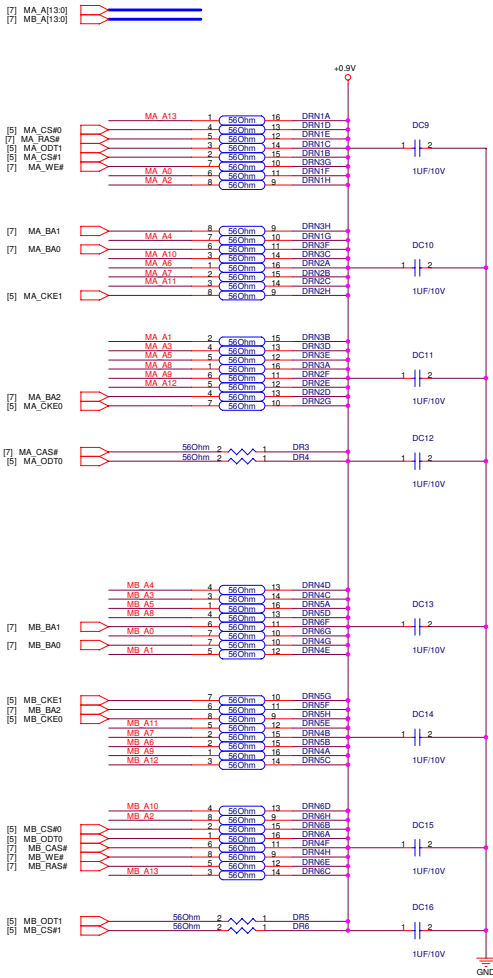 [7] MA_A[13:0]
[7] MB_A[13:0]
+0.9V
MA_A13 1 56Ohm 16 DRN1A
[5] MA_CS#0 4 56Ohm 13 DRN1D
[7] MA_RAS# 5 56Ohm 12 DRN1E
[5] MA_ODT1 3 56Ohm 14 DRN1C
[5] MA_CS#1 2 56Ohm 15 DRN1B
[7] MA_WE# 7 56Ohm 10 DRN3G
MA_A0 6 56Ohm 11 DRN1F
MA_A2 8 56Ohm 9 DRN1H
DC9
1 2
1UF/10V
[7] MA_BA1 8 56Ohm 9 DRN3H
MA_A4 7 56Ohm 10 DRN1G
[7] MA_BA0 6 56Ohm 11 DRN3F
MA_A10 3 56Ohm 14 DRN3C
MA_A6 1 56Ohm 16 DRN2A
MA_A7 2 56Ohm 15 DRN2B
MA_A11 3 56Ohm 14 DRN2C
[5] MA_CKE1 8 56Ohm 9 DRN2H
DC10
1 2
1UF/10V
MA_A1 2 56Ohm 15 DRN3B
MA_A3 4 56Ohm 13 DRN3D
MA_A5 5 56Ohm 12 DRN3E
MA_A8 1 56Ohm 16 DRN3A
MA_A9 6 56Ohm 11 DRN2F
MA_A12 5 56Ohm 12 DRN2E
[7] MA_BA2 4 56Ohm 13 DRN2D
[5] MA_CKE0 7 56Ohm 10 DRN2G
DC11
1 2
1UF/10V
[7] MA_CAS# 56Ohm 2 1 DR3
[5] MA_ODT0 56Ohm 2 1 DR4
DC12
1 2
1UF/10V
MB_A4 4 56Ohm 13 DRN4D
MB_A3 3 56Ohm 14 DRN4C
MB_A5 1 56Ohm 16 DRN5A
MB_A8 4 56Ohm 13 DRN5D
[7] MB_BA1 6 56Ohm 11 DRN6F
MB_A0 7 56Ohm 10 DRN6G
[7] MB_BA0 7 56Ohm 10 DRN4G
MB_A1 5 56Ohm 12 DRN4E
DC13
1 2
1UF/10V
[5] MB_CKE1 7 56Ohm 10 DRN5G
[7] MB_BA2 6 56Ohm 11 DRN5F
[5] MB_CKE0 8 56Ohm 9 DRN5H
MB_A11 5 56Ohm 12 DRN5E
MB_A7 2 56Ohm 15 DRN4B
MB_A6 2 56Ohm 15 DRN5B
MB_A9 1 56Ohm 16 DRN4A
MB_A12 3 56Ohm 14 DRN5C
DC14
1 2
1UF/10V
MB_A10 4 56Ohm 13 DRN6D
MB_A2 8 56Ohm 9 DRN6H
[5] MB_CS#0 2 56Ohm 15 DRN6B
[5] MB_ODT0 1 56Ohm 16 DRN6A
[7] MB_CAS# 6 56Ohm 11 DRN4F
[7] MB_WE# 8 56Ohm 9 DRN4H
[7] MB_RAS# 5 56Ohm 12 DRN6E
MB_A13 3 56Ohm 14 DRN6C
DC15
1 2
1UF/10V
[5] MB_ODT1 56Ohm 2 1 DR5
[5] MB_CS#1 56Ohm 2 1 DR6
DC16
1 2
1UF/10V
GND